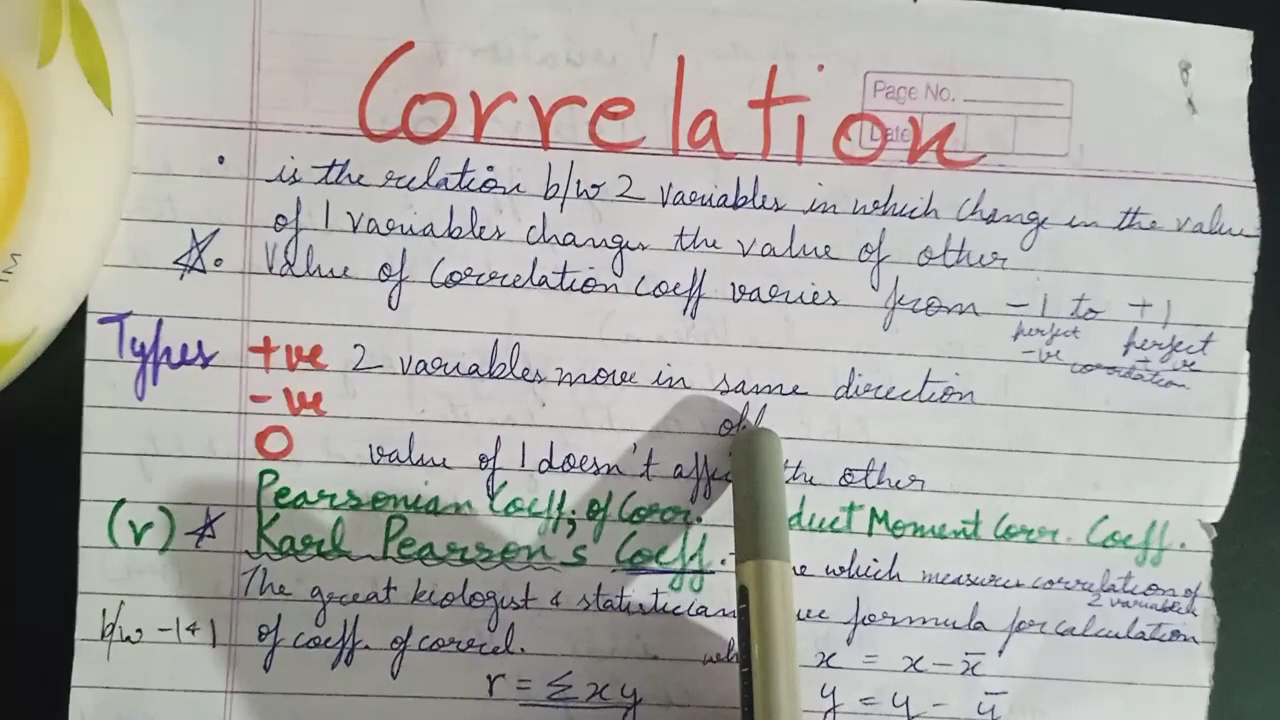 Correlation
Page No.
Date
• is the relation b/w 2 variables in which change in the value
of 1 variables changes the value of other
☆. Value of Correlation Coeff varies from -1 to +1
perfect perfect
-ve +ve
correlation
Types +ve 2 variables move in same direction
-ve
0 value of 1 doesn't the other
Pearsonian Coeff; of Corr. duct Moment Corr. Coeff.
(r) ☆ Karl Pearson's Coeff. which measures correlation of
2 variables
The great biologist & statistician formula for calculation
b/w -1 & 1 of coeff. of correl.
x = x - x̄
r = Σxy y = y - ȳ
Σ